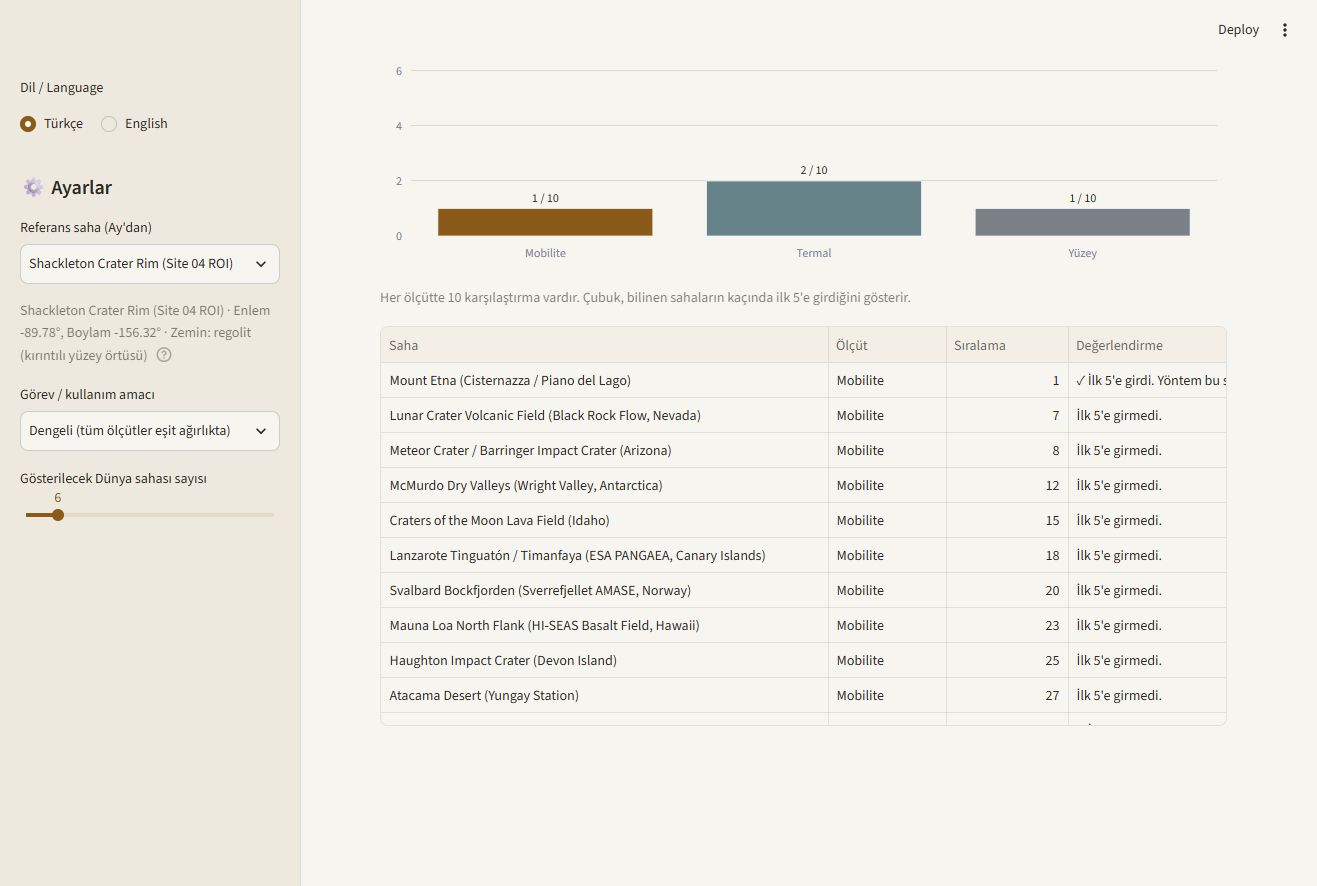 Deploy
Dil / Language
Türkçe English
Ayarlar
Referans saha (Ay'dan)
Shackleton Crater Rim (Site 04 ROI)
Shackleton Crater Rim (Site 04 ROI) · Enlem
-89.78°, Boylam -156.32° · Zemin: regolit
(kırıntılı yüzey örtüsü) ?
Görev / kullanım amacı
Dengeli (tüm ölçütler eşit ağırlıkta)
Gösterilecek Dünya sahası sayısı
6
6
4
2
0
1 / 10
2 / 10
1 / 10
Mobilite
Termal
Yüzey
Her ölçütte 10 karşılaştırma vardır. Çubuk, bilinen sahaların kaçında ilk 5'e girdiğini gösterir.
Saha Ölçüt Sıralama Değerlendirme
Mount Etna (Cisternazza / Piano del Lago) Mobilite 1 ✓ İlk 5'e girdi. Yöntem bu s
Lunar Crater Volcanic Field (Black Rock Flow, Nevada) Mobilite 7 İlk 5'e girmedi.
Meteor Crater / Barringer Impact Crater (Arizona) Mobilite 8 İlk 5'e girmedi.
McMurdo Dry Valleys (Wright Valley, Antarctica) Mobilite 12 İlk 5'e girmedi.
Craters of the Moon Lava Field (Idaho) Mobilite 15 İlk 5'e girmedi.
Lanzarote Tinguatón / Timanfaya (ESA PANGAEA, Canary Islands) Mobilite 18 İlk 5'e girmedi.
Svalbard Bockfjorden (Sverrefjellet AMASE, Norway) Mobilite 20 İlk 5'e girmedi.
Mauna Loa North Flank (HI-SEAS Basalt Field, Hawaii) Mobilite 23 İlk 5'e girmedi.
Haughton Impact Crater (Devon Island) Mobilite 25 İlk 5'e girmedi.
Atacama Desert (Yungay Station) Mobilite 27 İlk 5'e girmedi.